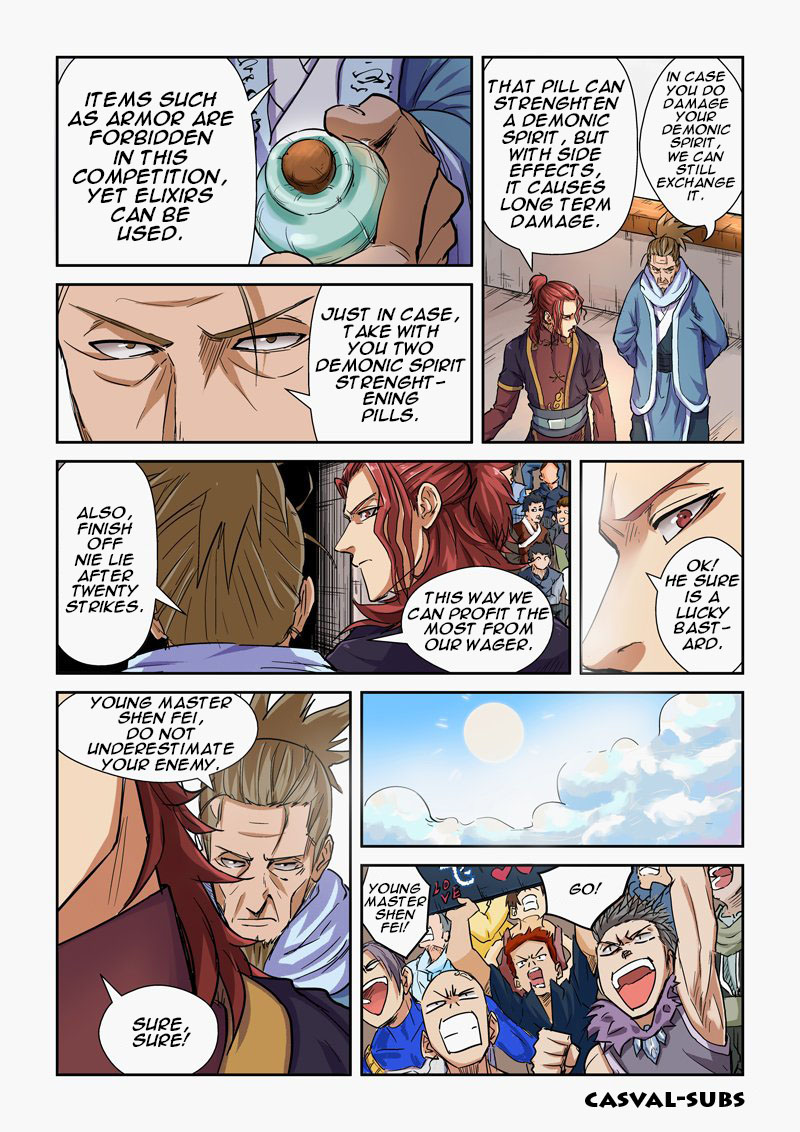 ITEMS SUCH
AS ARMOR ARE
FORBIDDEN
IN THIS
COMPETITION,
YET ELIXIRS
CAN BE
USED.
THAT PILL CAN
STRENGHTEN
A DEMONIC
SPIRIT, BUT
WITH SIDE
EFFECTS,
IT CAUSES
LONG TERM
DAMAGE.
IN CASE
YOU DO
DAMAGE
YOUR
DEMONIC
SPIRIT,
WE CAN
STILL
EXCHANGE
IT.
JUST IN CASE,
TAKE WITH
YOU TWO
DEMONIC SPIRIT
STRENGHT-
ENING
PILLS.
ALSO,
FINISH
OFF
NIE LIE
AFTER
TWENTY
STRIKES.
THIS WAY WE
CAN PROFIT THE
MOST FROM
OUR WAGER.
OK!
HE SURE
IS A
LUCKY
BAST-
ARD.
YOUNG MASTER
SHEN FEI,
DO NOT
UNDERESTIMATE
YOUR ENEMY.
SURE,
SURE!
YOUNG
MASTER
SHEN
FEI!
LOVE
GO!
CASVAL-SUBS